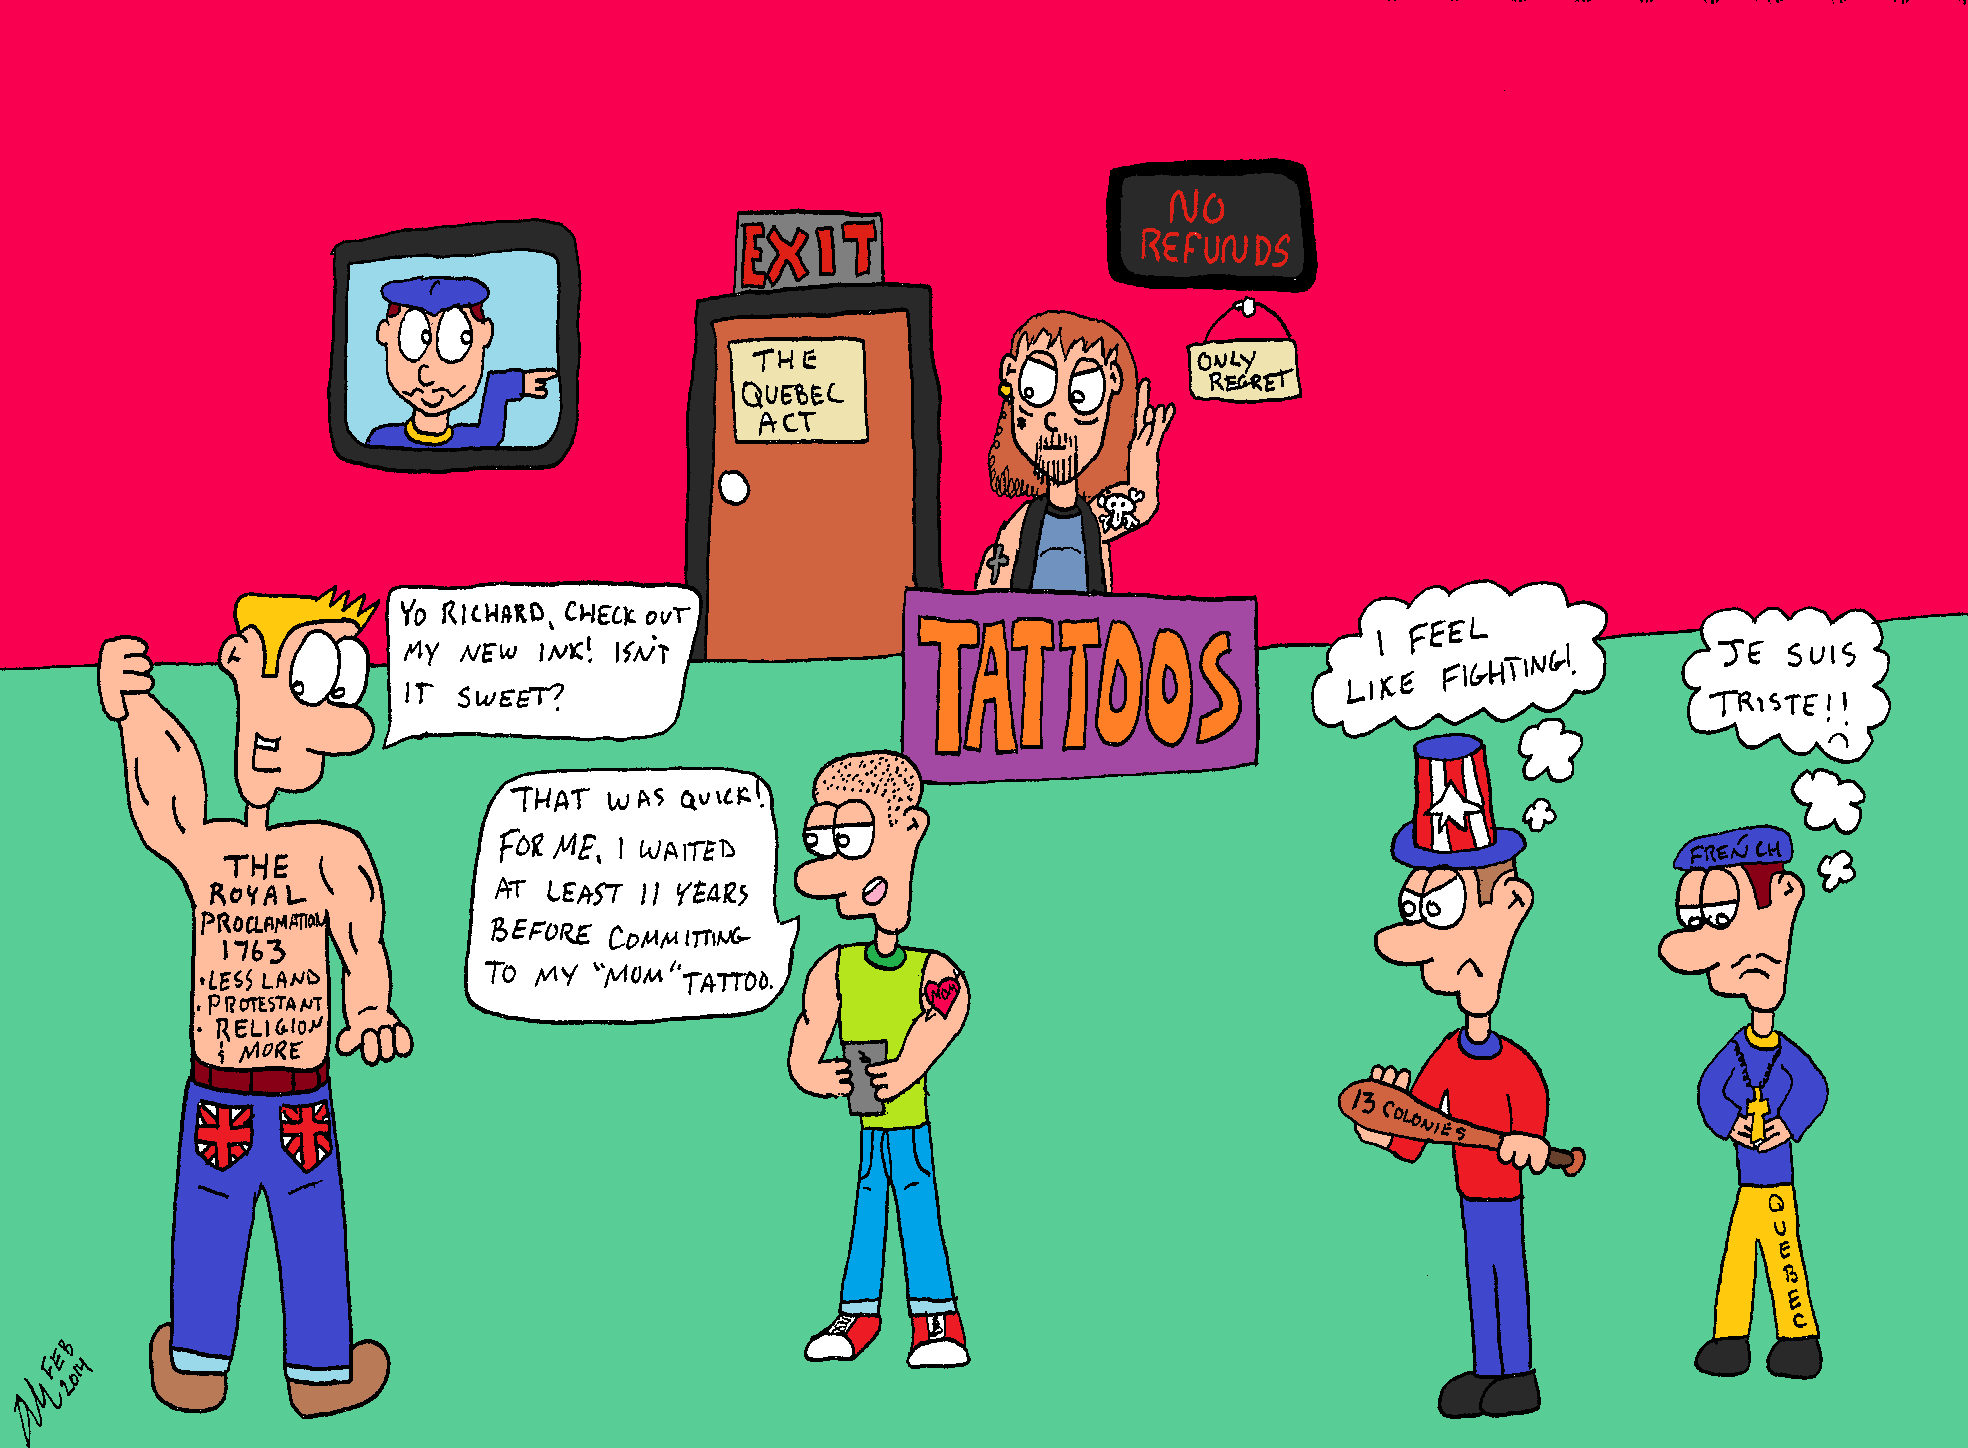 NO
REFUNDS
EXIT
THE
QUEBEC
ACT
ONLY
REGRET
YO RICHARD, CHECK OUT
MY NEW INK! ISN'T
IT SWEET?
TATTOOS
I FEEL
LIKE FIGHTING!
JE SUIS
TRISTE!!
THAT WAS QUICK!
FOR ME, I WAITED
AT LEAST 11 YEARS
BEFORE COMMITTING
TO MY "MOM" TATTOO.
THE
ROYAL
PROCLAMATION
1763
• LESS LAND
• PROTESTANT
• RELIGION
& MORE
MOM
FRENCH
13 COLONIES
QUEBEC
FEB
2014